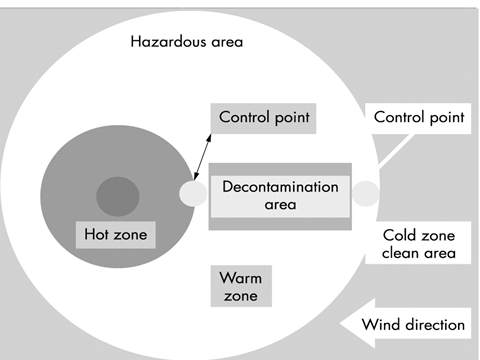 Hazardous area
Control point
Control point
Decontamination
area
Hot zone
Cold zone
clean area
Warm
zone
Wind direction